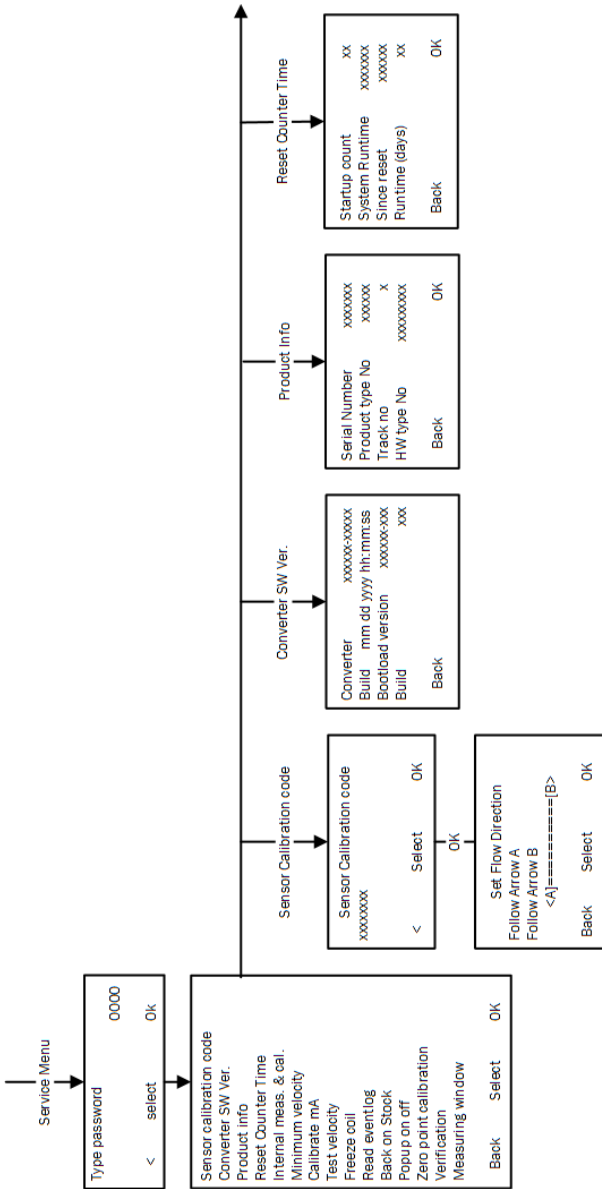 Service Menu
Type password
0000
< select Ok
Sensor calibration code
Converter SW Ver.
Product info
Reset Counter Time
Internal meas. & cal.
Minimum velocity
Calibrate mA
Test velocity
Freeze coil
Read eventlog
Back on Stock
Popup on off
Zero point calibration
Verification
Measuring window
Back Select OK
Sensor Calibration code
Sensor Calibration code
xxxxxxxx
< Select OK
OK
Set Flow Direction
Follow Arrow A
Follow Arrow B
<A]==========[B>
Back Select OK
Converter SW Ver.
Converter xxxxxx-xxxxx
Build mm dd yyyy hh:mm:ss
Bootload version xxxxxx-xxx
Build xxx
Back
Product Info
Serial Number xxxxxxx
Product type No xxxxxx
Track no x
HW type No xxxxxxxxx
Back OK
Reset Counter Time
Startup count xx
System Runtime xxxxxxx
Since reset xxxxxx
Runtime (days) xx
Back OK